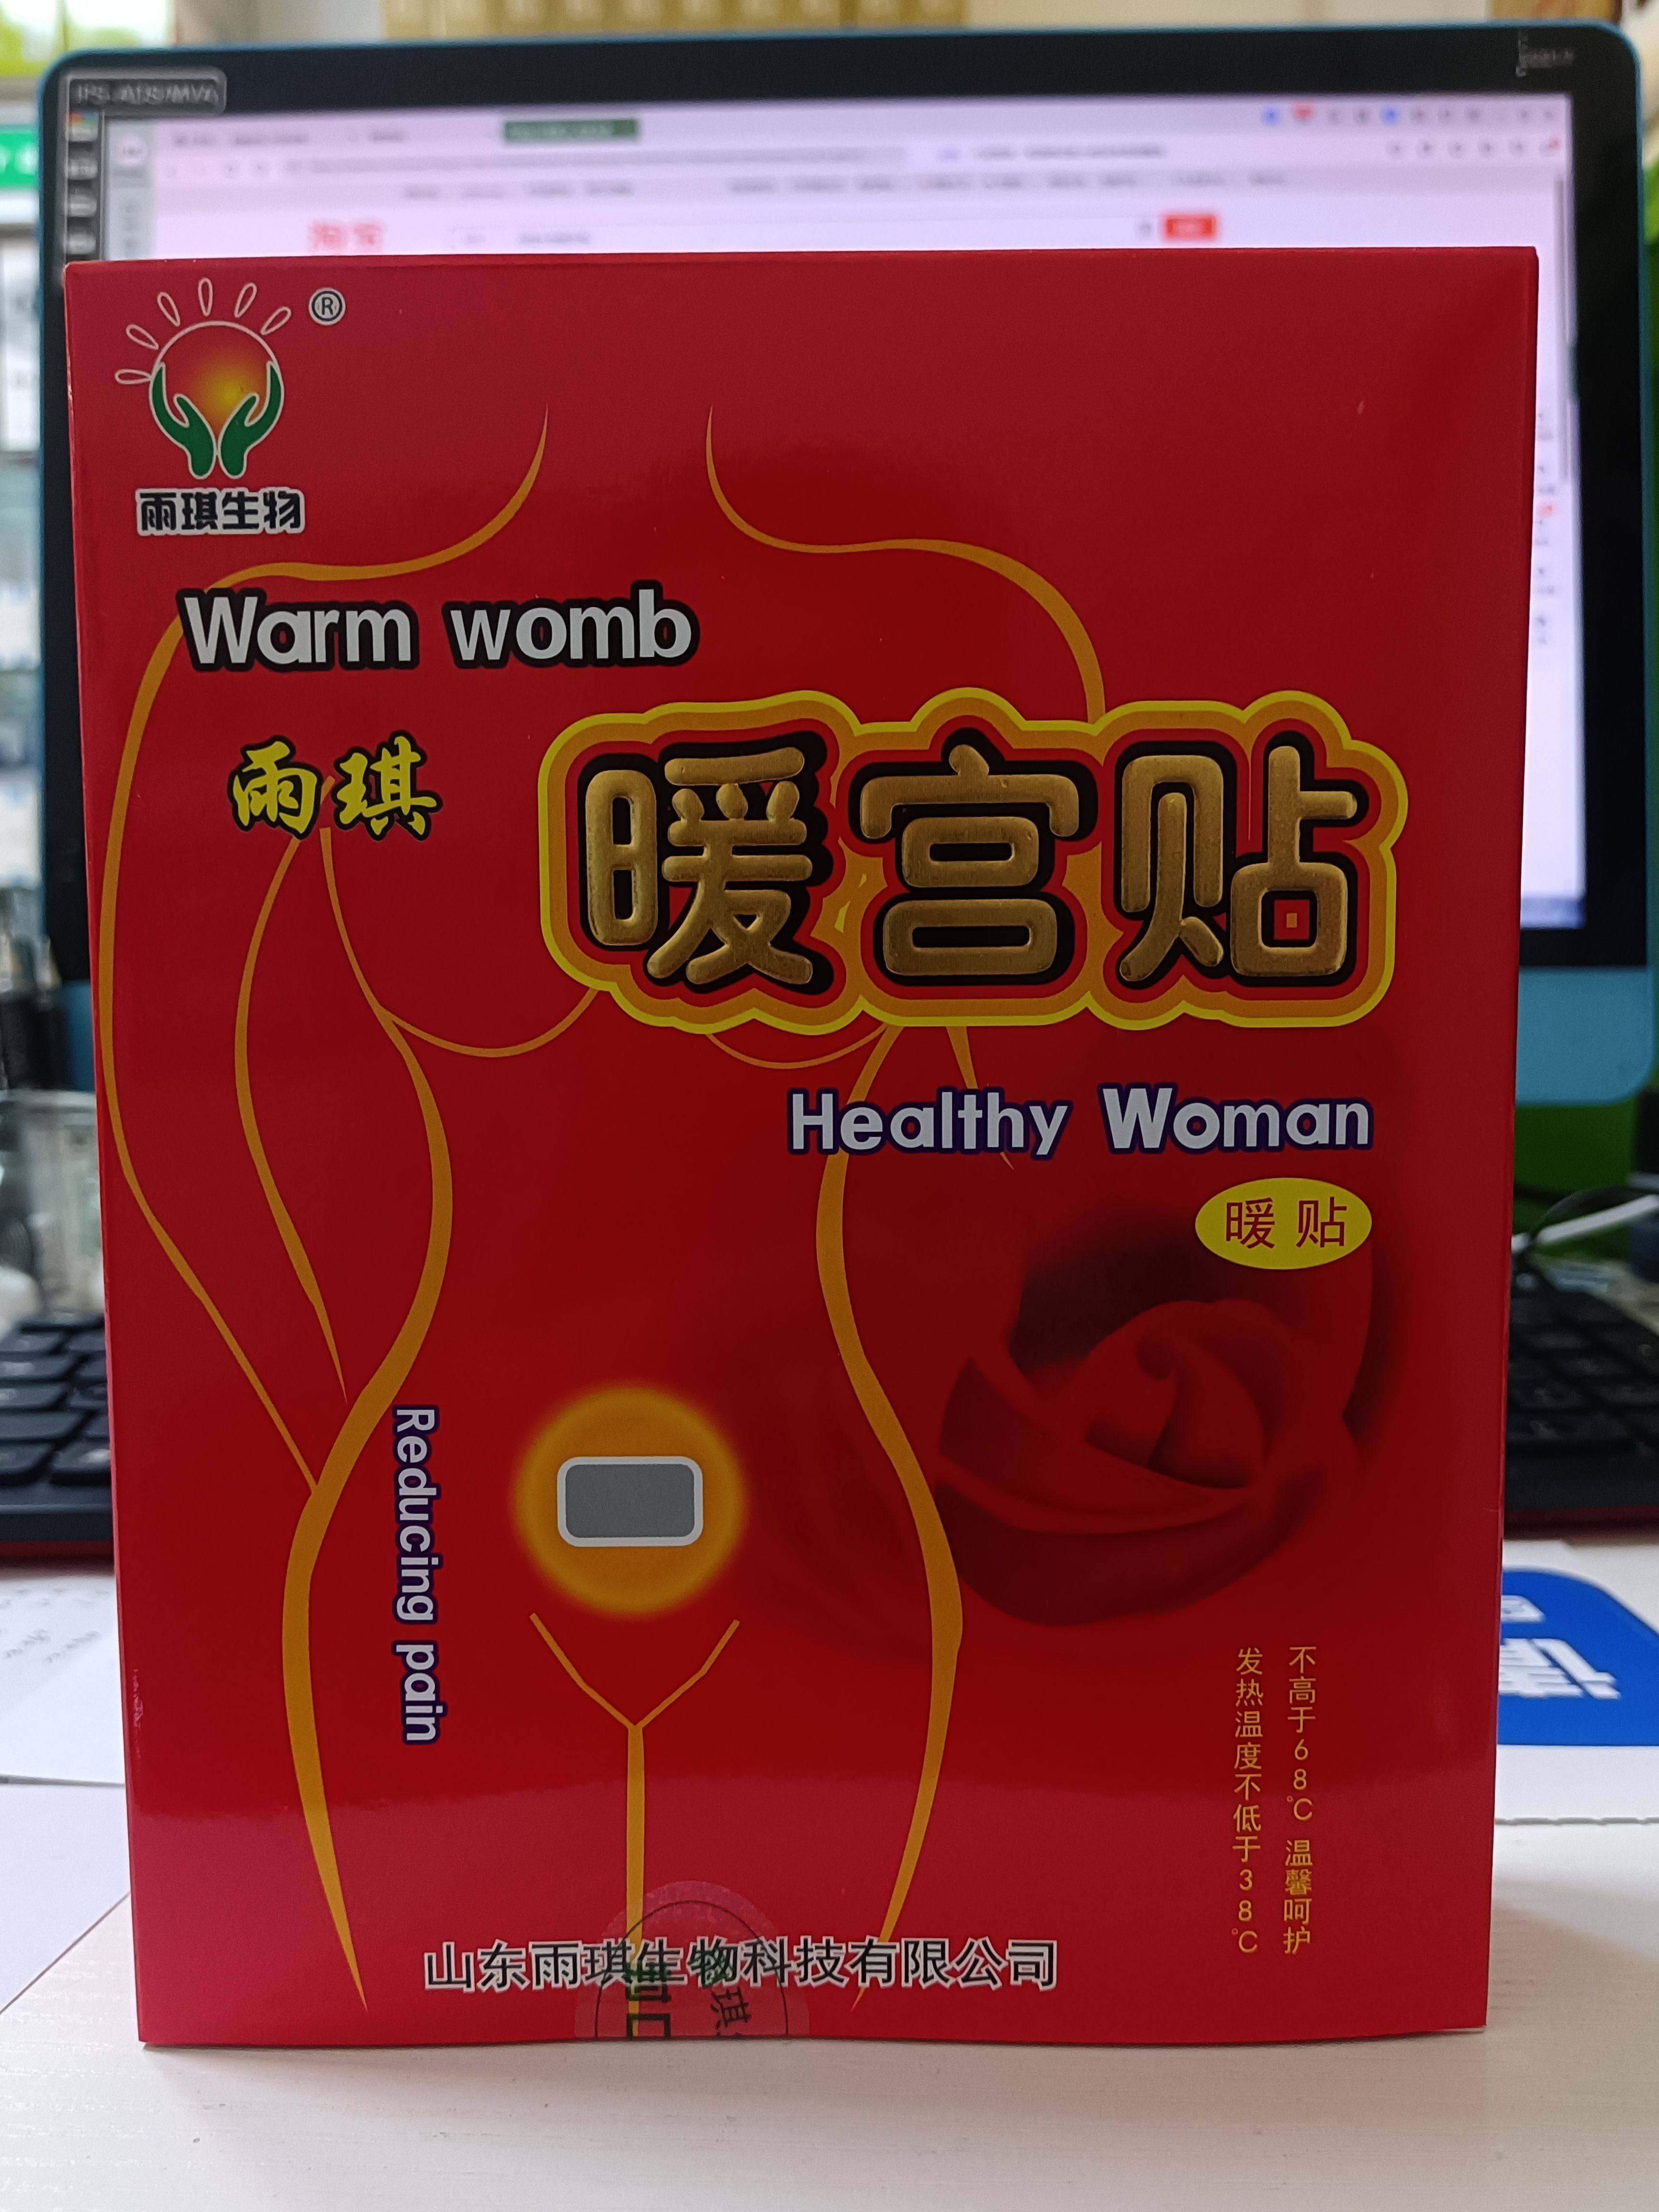 淘宝
®
雨琪生物
Warm womb
雨琪
暖宫贴
Healthy Woman
暖贴
Reducing pain
发热温度不低于38℃
不高于68℃ 温馨呵护
山东雨琪生物科技有限公司